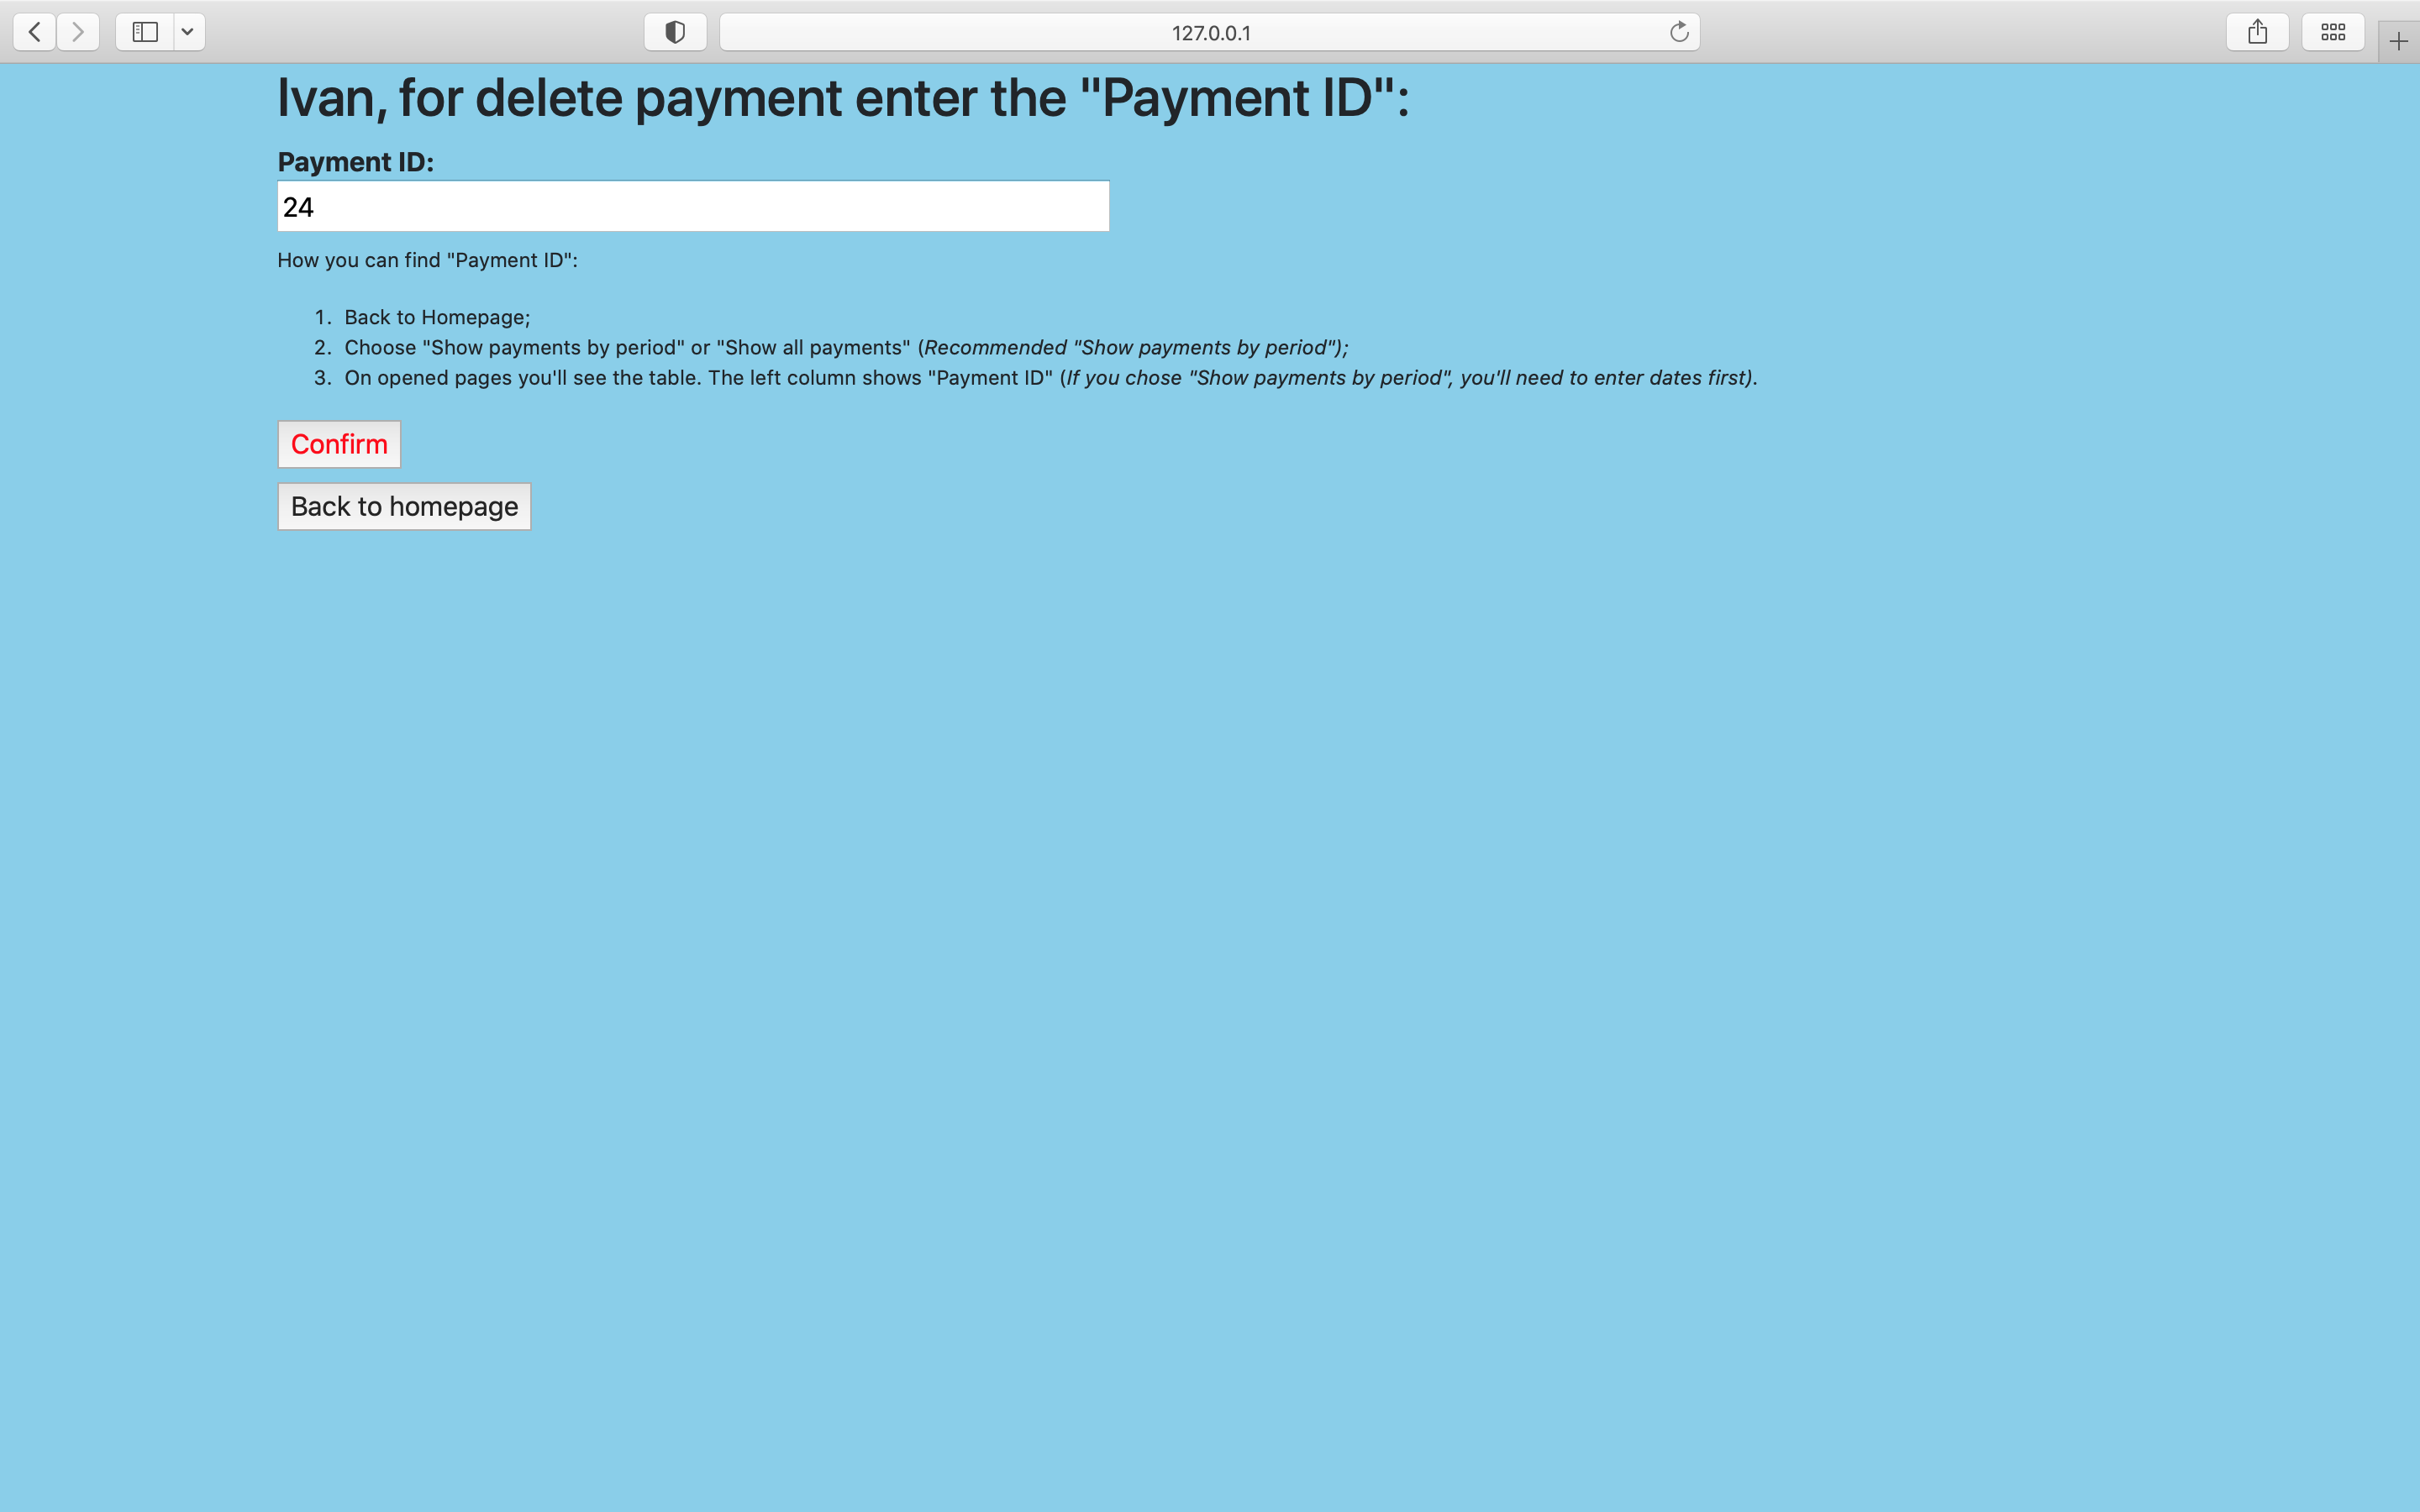 127.0.0.1
Ivan, for delete payment enter the "Payment ID":
Payment ID:
24
How you can find "Payment ID":
1. Back to Homepage;
2. Choose "Show payments by period" or "Show all payments" (Recommended "Show payments by period");
3. On opened pages you'll see the table. The left column shows "Payment ID" (If you chose "Show payments by period", you'll need to enter dates first).
Confirm
Back to homepage